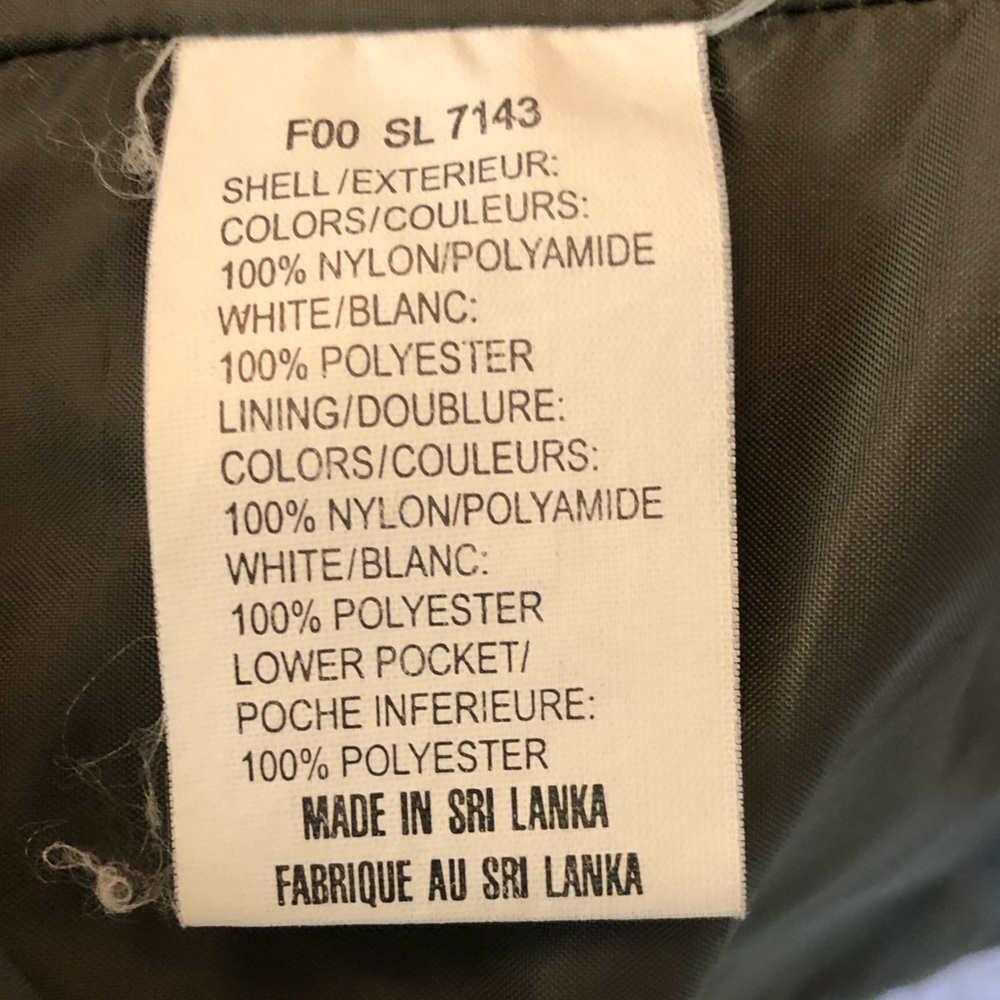 F00 SL 7143
SHELL/EXTERIEUR:
COLORS/COULEURS:
100% NYLON/POLYAMIDE
WHITE/BLANC:
100% POLYESTER
LINING/DOUBLURE:
COLORS/COULEURS:
100% NYLON/POLYAMIDE
WHITE/BLANC:
100% POLYESTER
LOWER POCKET/
POCHE INFERIEURE:
100% POLYESTER
MADE IN SRI LANKA
FABRIQUE AU SRI LANKA